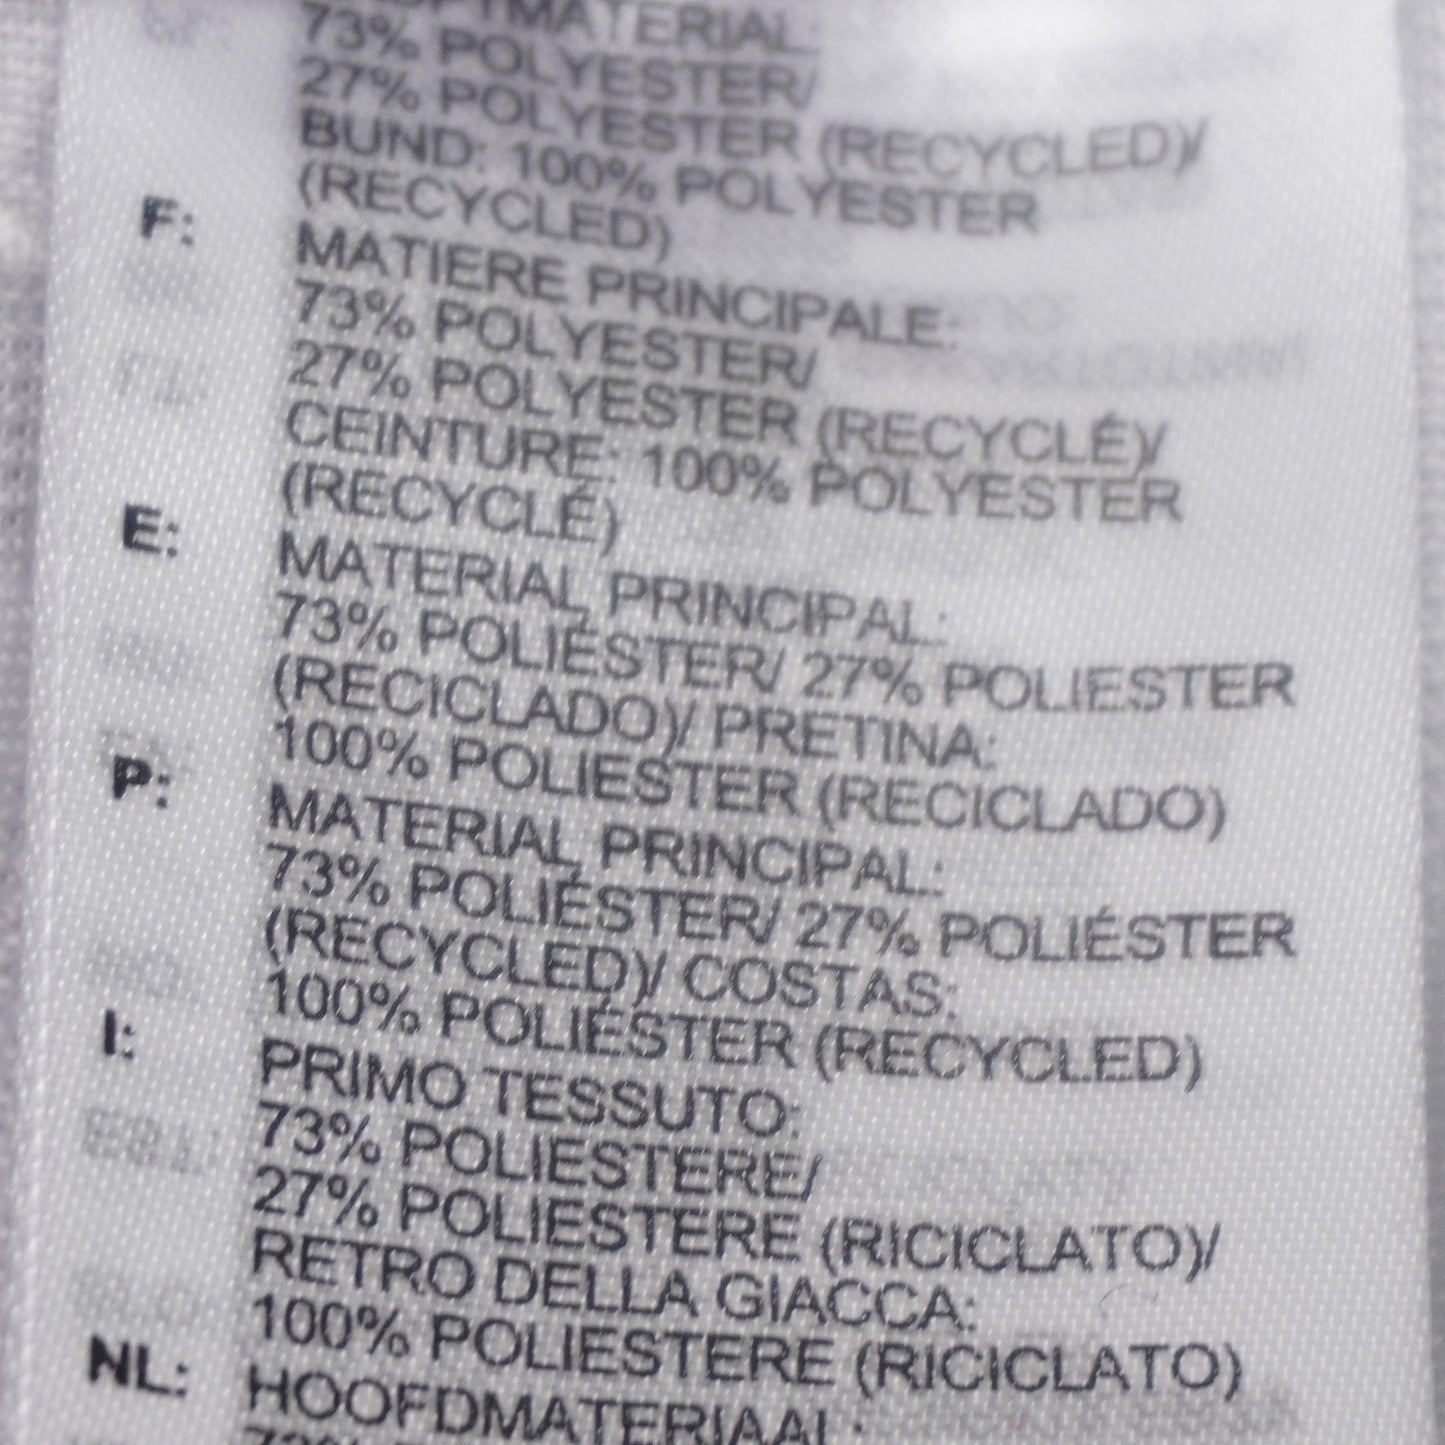 73% POLYESTER/
27% POLYESTER (RECYCLED)/
BUND: 100% POLYESTER
(RECYCLED)
F: MATIERE PRINCIPALE:
73% POLYESTER/
27% POLYESTER (RECYCLÉ)/
CEINTURE: 100% POLYESTER
(RECYCLÉ)
E: MATERIAL PRINCIPAL:
73% POLIÉSTER/ 27% POLIESTER
(RECICLADO)/ PRETINA:
100% POLIESTER (RECICLADO)
P: MATERIAL PRINCIPAL:
73% POLIÉSTER/ 27% POLIÉSTER
(RECYCLED)/ COSTAS:
100% POLIÉSTER (RECYCLED)
I: PRIMO TESSUTO:
73% POLIESTERE/
27% POLIESTERE (RICICLATO)/
RETRO DELLA GIACCA:
100% POLIESTERE (RICICLATO)
NL: HOOFDMATERIAAL: